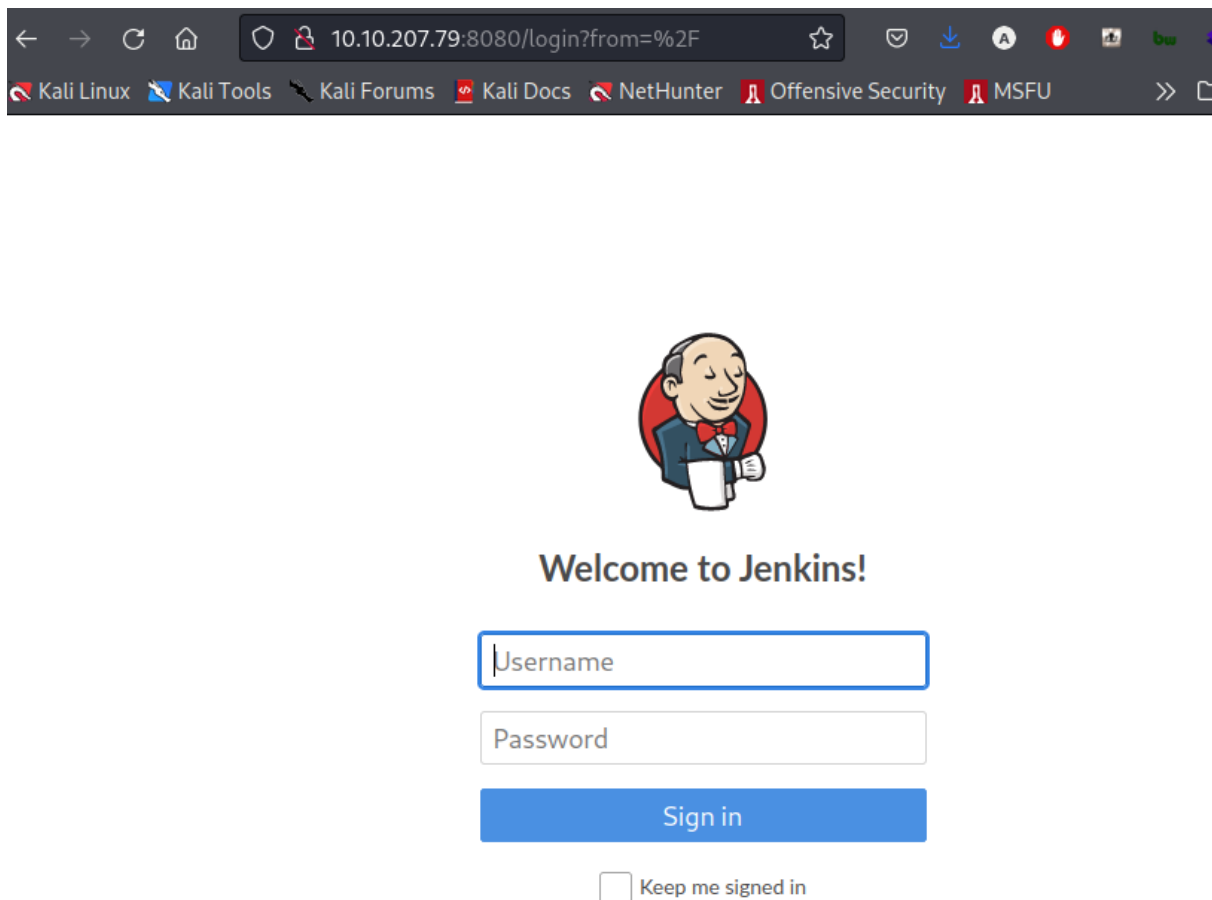 10.10.207.79:8080/login?from=%2F
Kali Linux Kali Tools Kali Forums Kali Docs NetHunter Offensive Security MSFU
Welcome to Jenkins!
Username
Password
Sign in
Keep me signed in